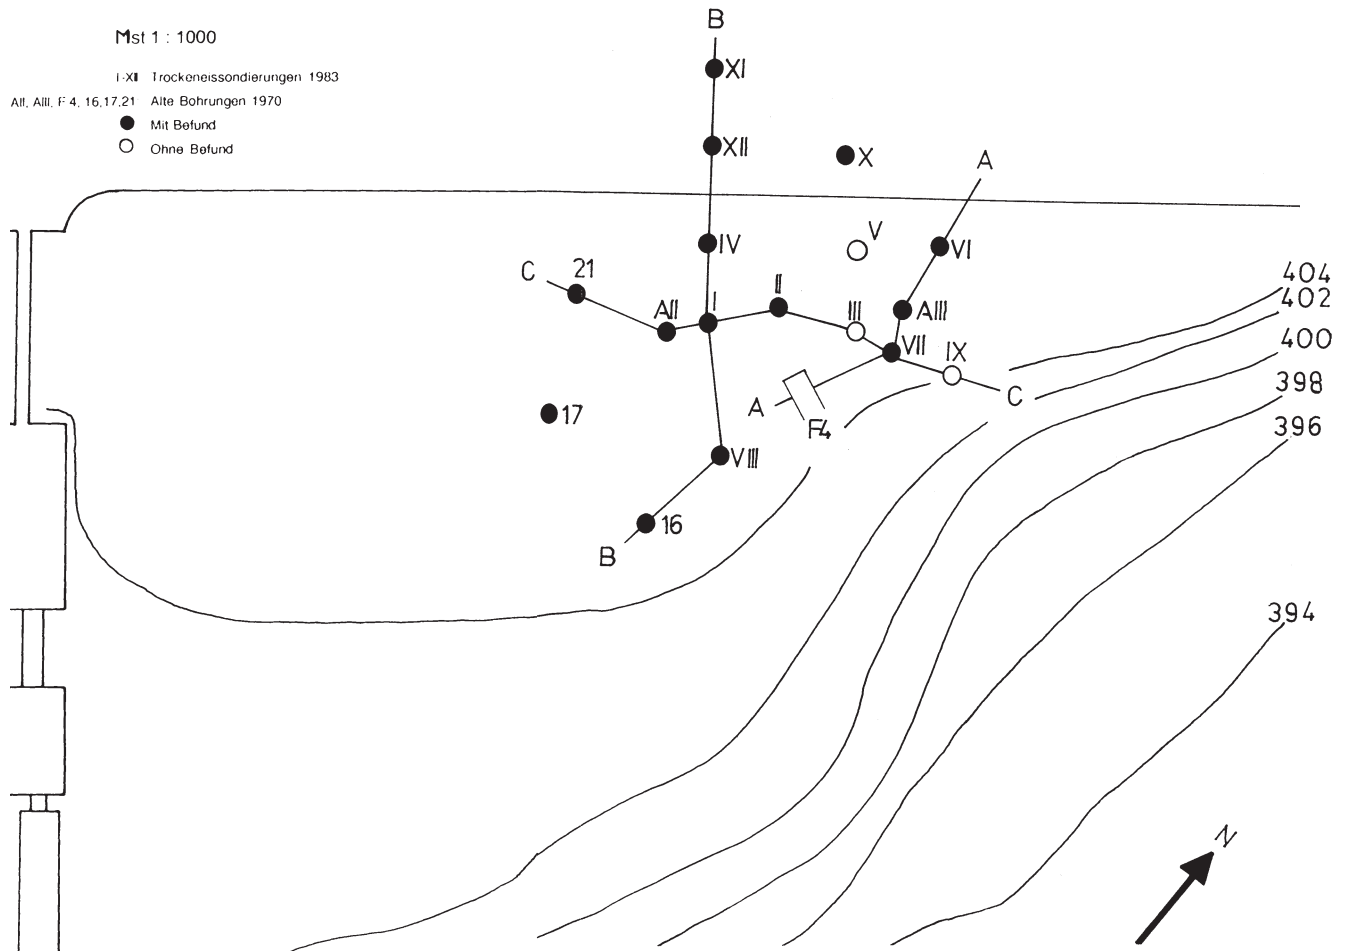 Mst 1 : 1000
I-XII Trockeneissondierungen 1983
AII, AIII, F 4, 16,17,21 Alte Bohrungen 1970
Mit Befund
Ohne Befund
B
XI
XII
X
A
V
IV
VI
C
21
II
404
402
AII
I
III
AIII
400
VII
IX
398
A
C
17
F4
396
VIII
16
B
394
N